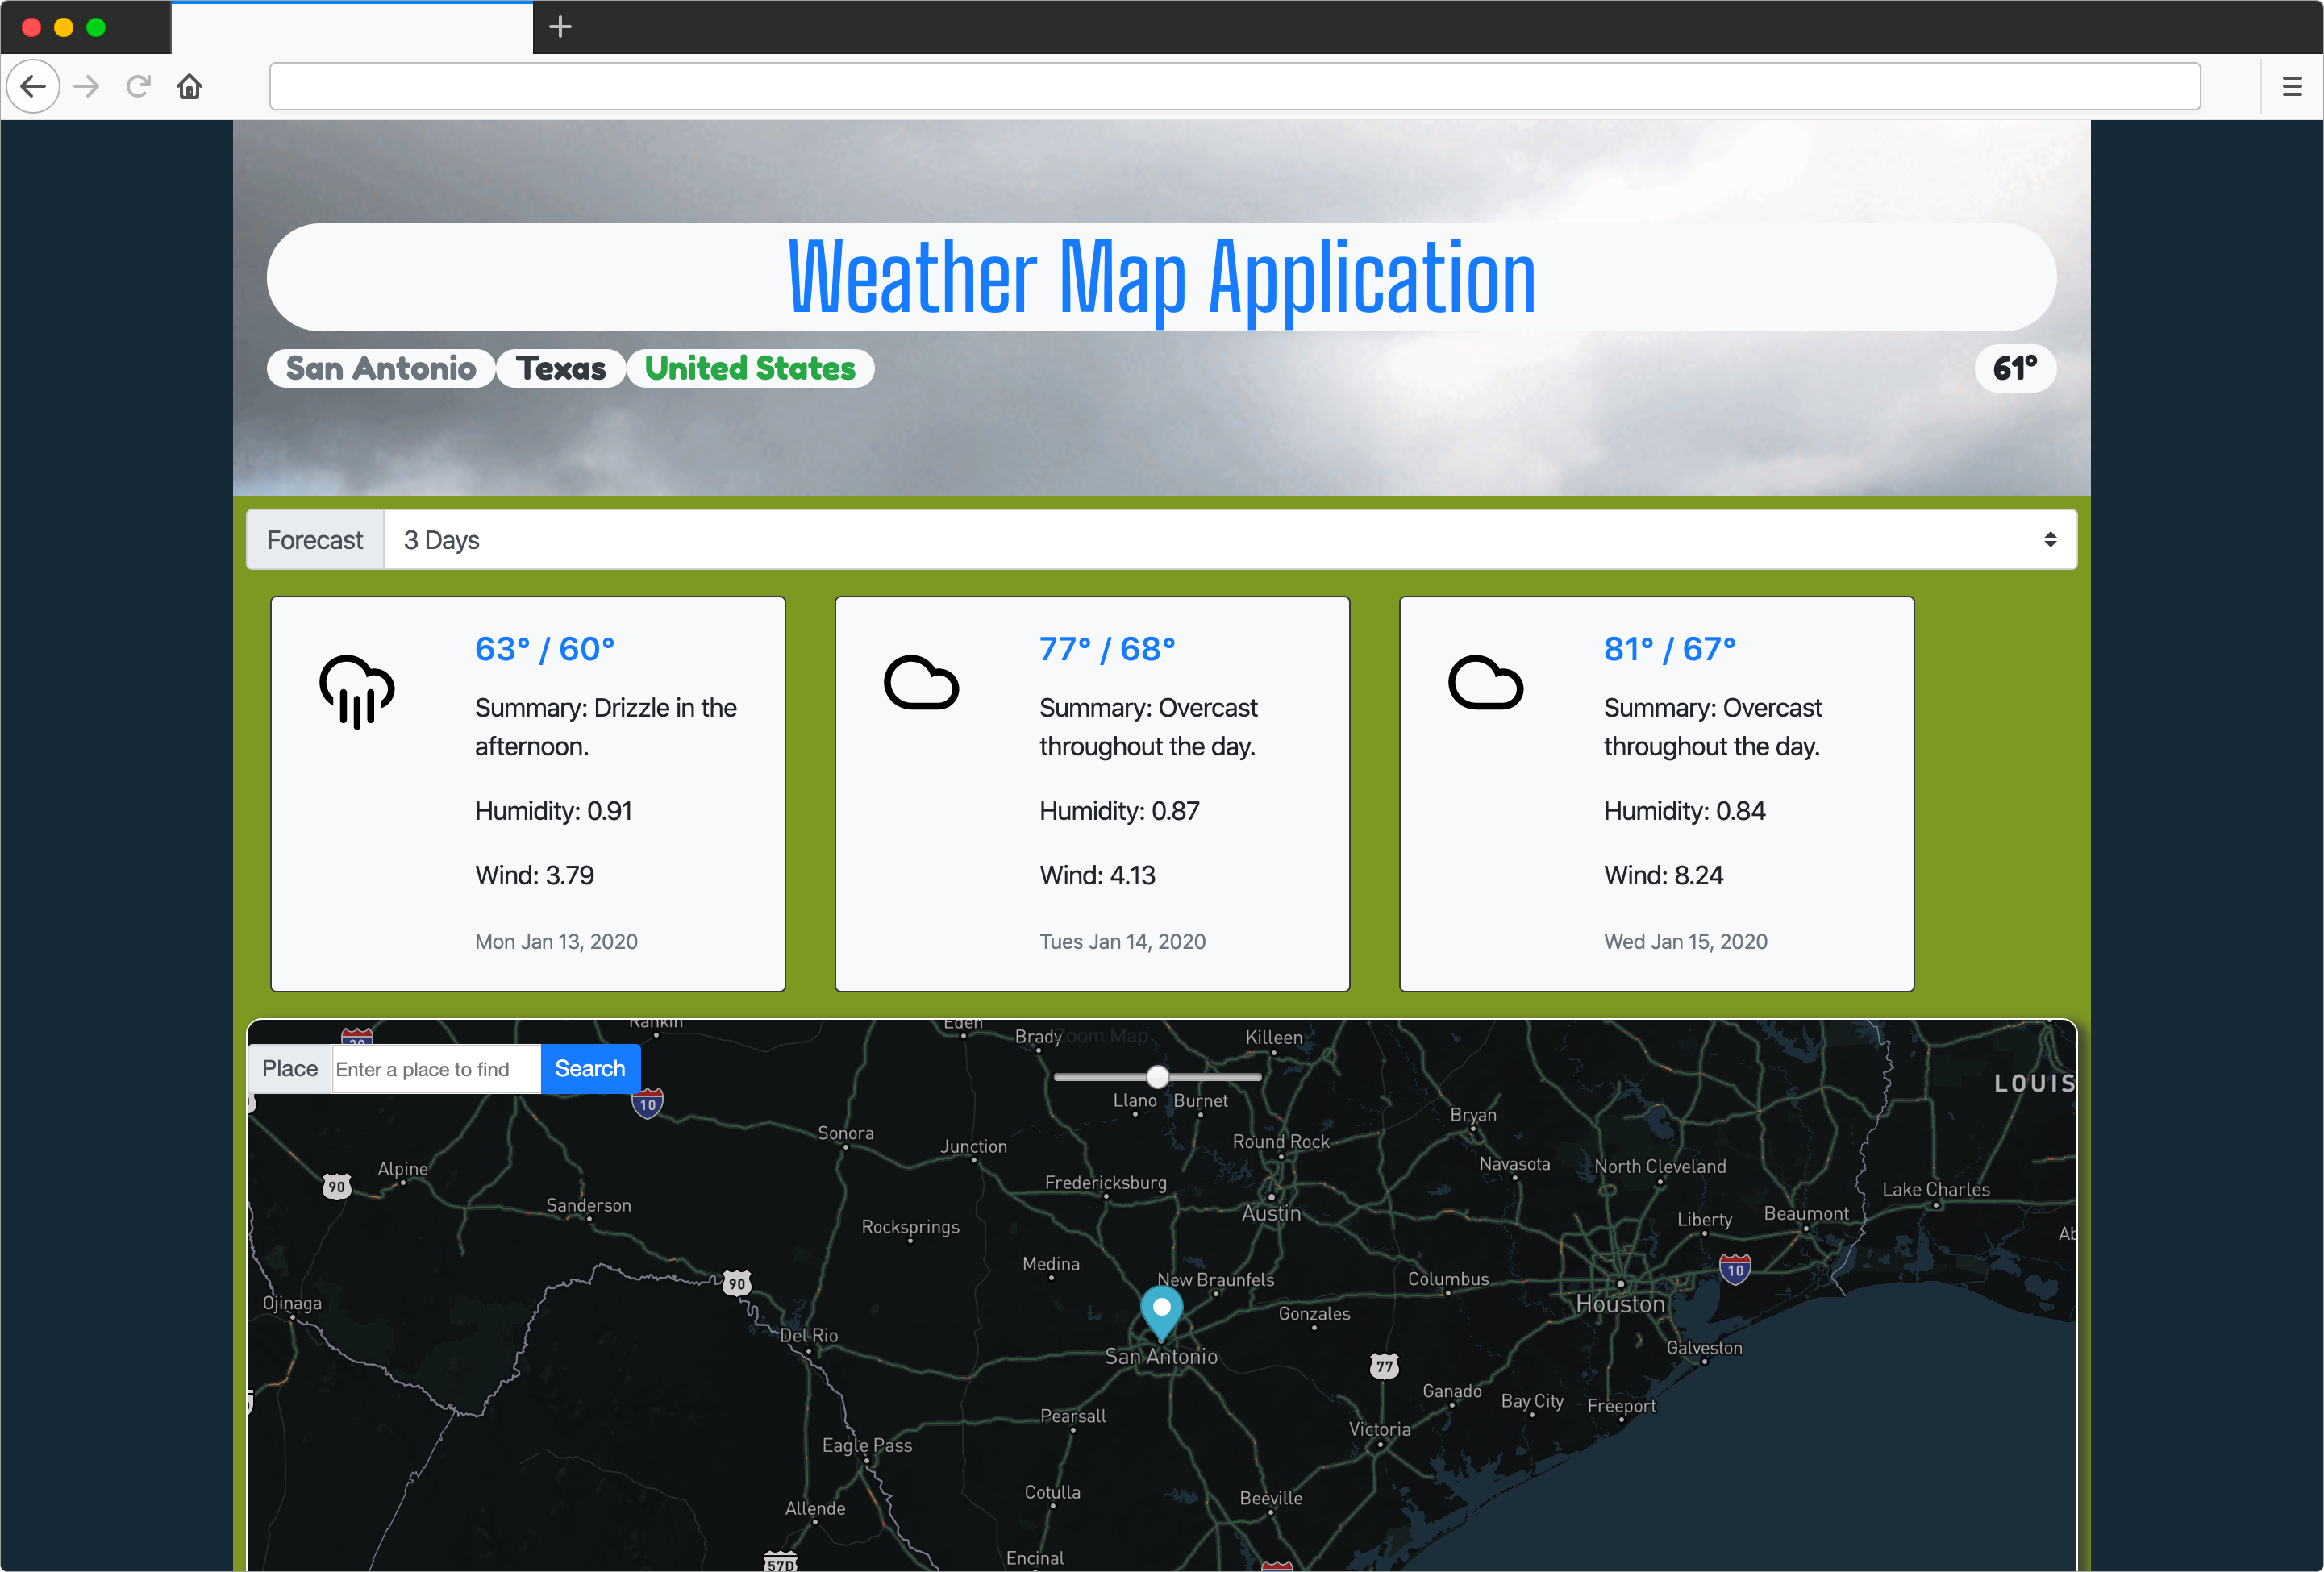 Weather Map Application
San Antonio Texas United States 61°
Forecast 3 Days
63° / 60°
Summary: Drizzle in the
afternoon.
Humidity: 0.91
Wind: 3.79
Mon Jan 13, 2020
77° / 68°
Summary: Overcast
throughout the day.
Humidity: 0.87
Wind: 4.13
Tues Jan 14, 2020
81° / 67°
Summary: Overcast
throughout the day.
Humidity: 0.84
Wind: 8.24
Wed Jan 15, 2020
Place Enter a place to find Search
Zoom Map
Rankin
Eden
Brady
Killeen
LOUIS
10
Llano
Burnet
Bryan
Sonora
Junction
Round Rock
Navasota
North Cleveland
Alpine
90
Fredericksburg
Lake Charles
Sanderson
Austin
Liberty
Beaumont
Rocksprings
Ab
Medina
10
90
New Braunfels
Columbus
Ojinaga
Houston
Gonzales
Del Rio
San Antonio
Galveston
77
Ganado
Bay City
Freeport
Pearsall
Victoria
Eagle Pass
Cotulla
Beeville
Allende
Encinal
57D